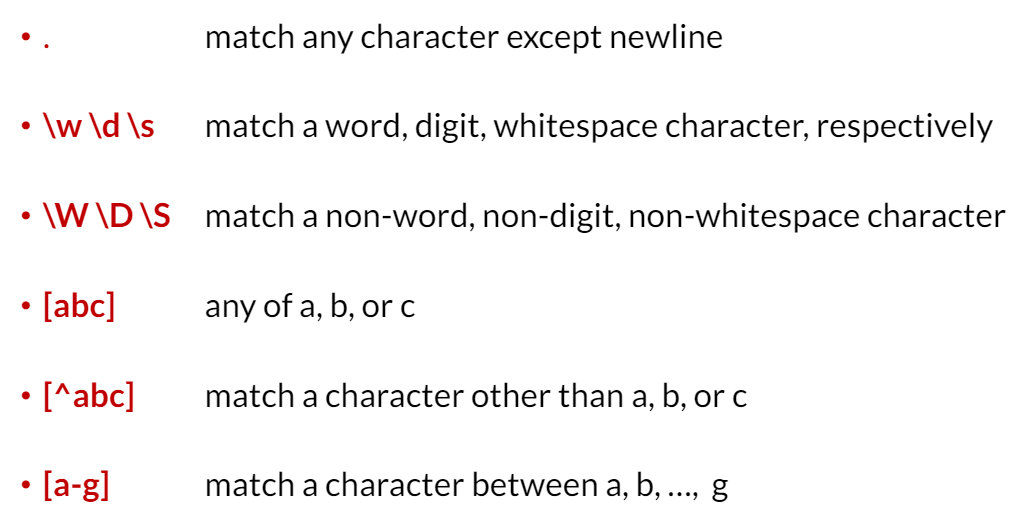 • . match any character except newline
• \w \d \s match a word, digit, whitespace character, respectively
• \W \D \S match a non-word, non-digit, non-whitespace character
• [abc] any of a, b, or c
• [^abc] match a character other than a, b, or c
• [a-g] match a character between a, b, ..., g